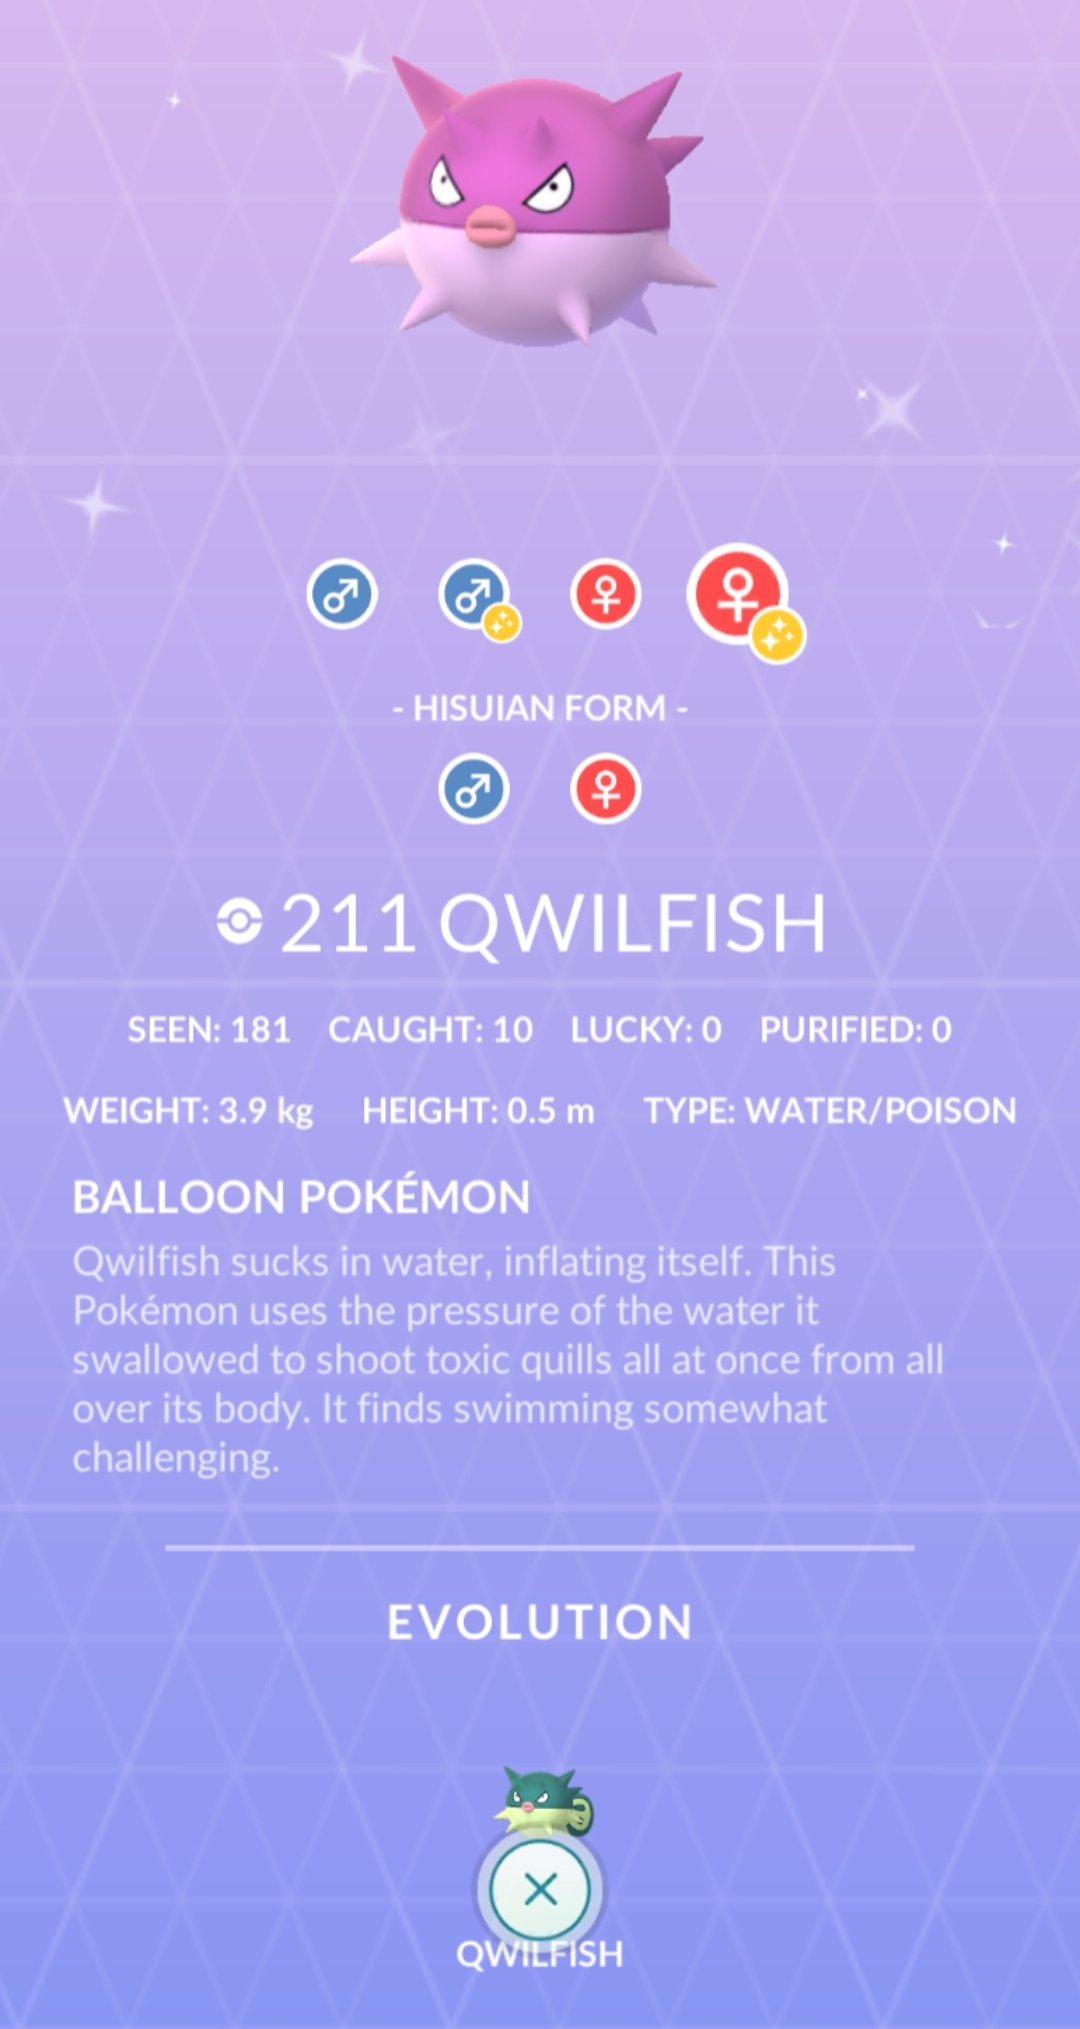 - HISUIAN FORM -
211 QWILFISH
SEEN: 181 CAUGHT: 10 LUCKY: 0 PURIFIED: 0
WEIGHT: 3.9 kg HEIGHT: 0.5 m TYPE: WATER/POISON
BALLOON POKÉMON
Qwilfish sucks in water, inflating itself. This
Pokémon uses the pressure of the water it
swallowed to shoot toxic quills all at once from all
over its body. It finds swimming somewhat
challenging.
EVOLUTION
QWILFISH